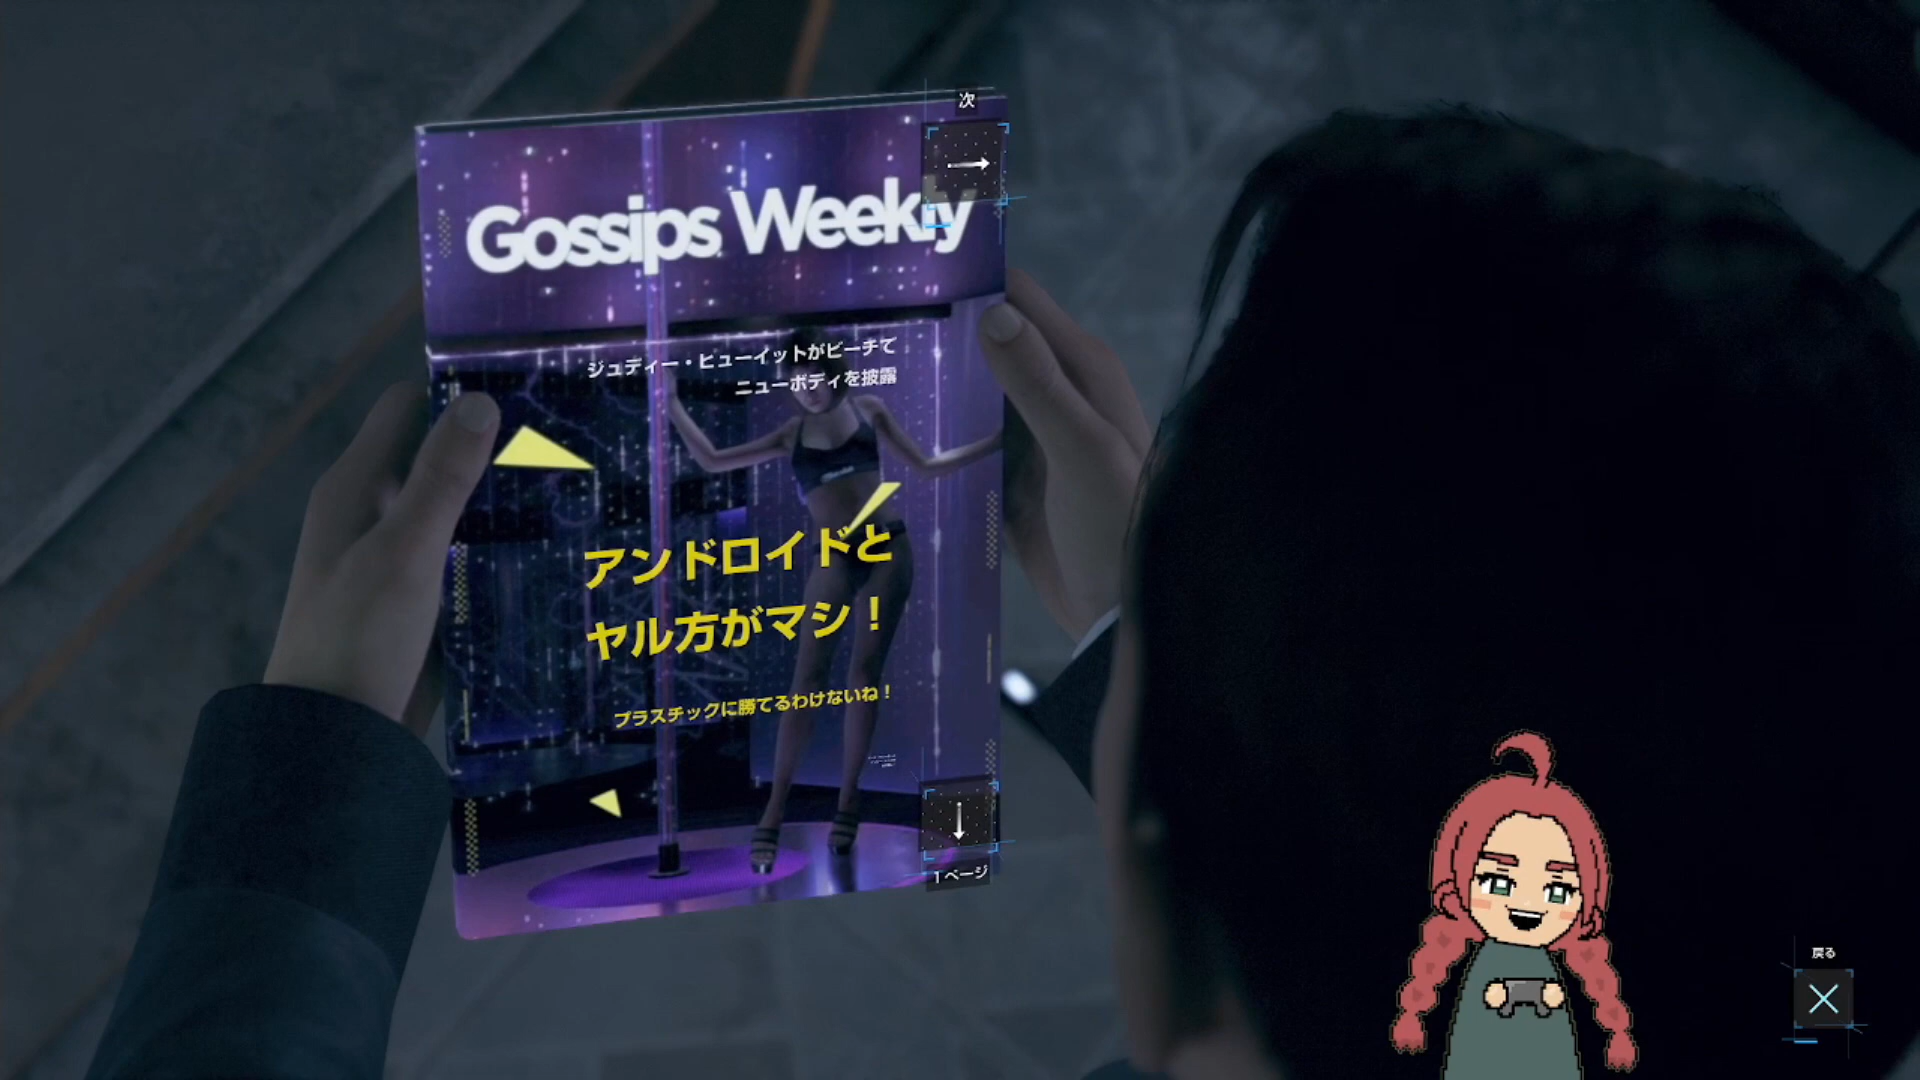 次
Gossips Weekly
ジュディー・ヒューイットがビーチで
ニューボディを披露
アンドロイドと
ヤル方がマシ！
プラスチックに勝てるわけないね！
1ページ
戻る